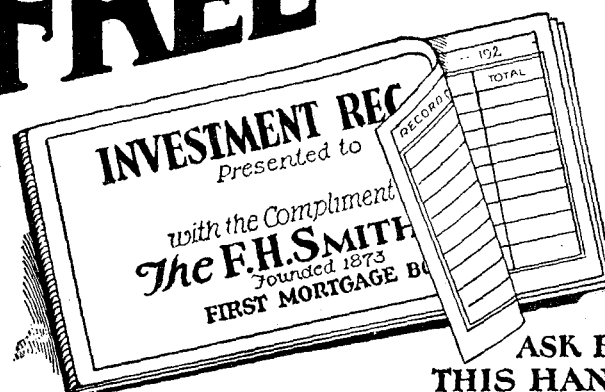 FREE
INVESTMENT REC
Presented to
with the Compliment
The F.H. SMITH
Founded 1873
FIRST MORTGAGE BO
RECORD
192
TOTAL
ASK
THIS HAN